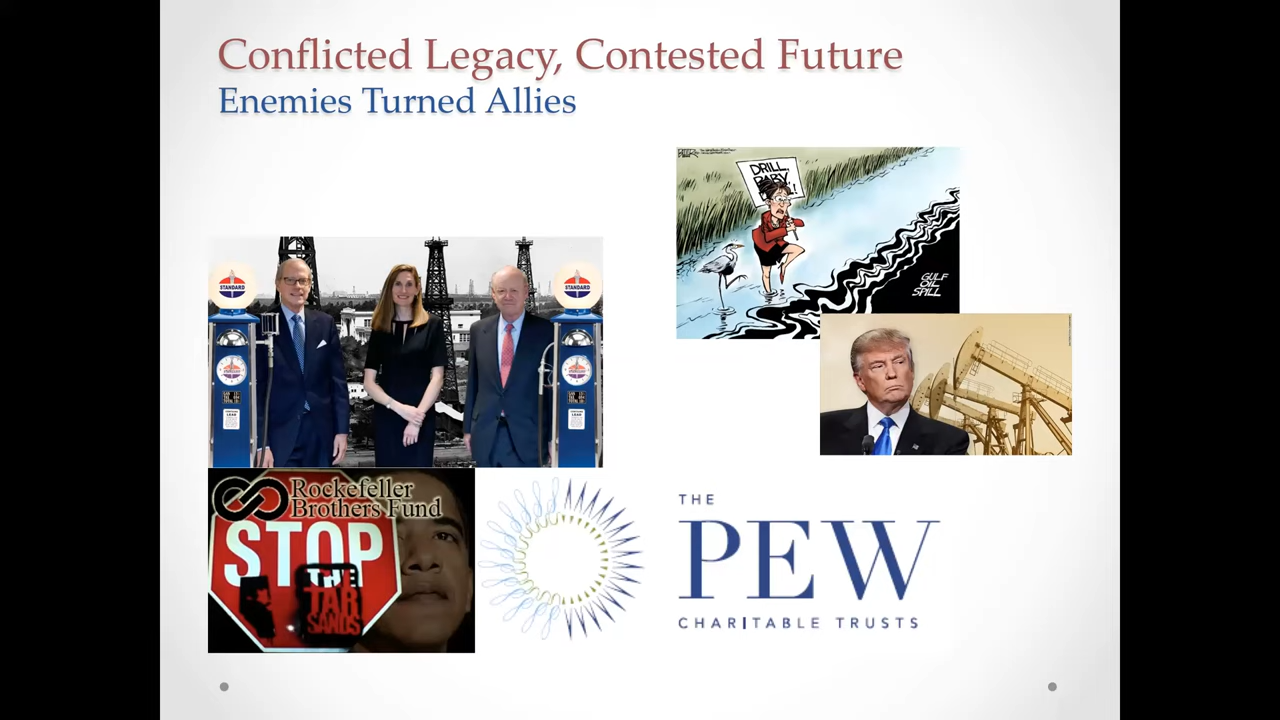 Conflicted Legacy, Contested Future
Enemies Turned Allies
DRILL,
BABY,
GULF
OIL
SPILL
STANDARD
STANDARD
Rockefeller
Brothers Fund
STOP
THE
TAR
SANDS
THE
PEW
CHARITABLE TRUSTS